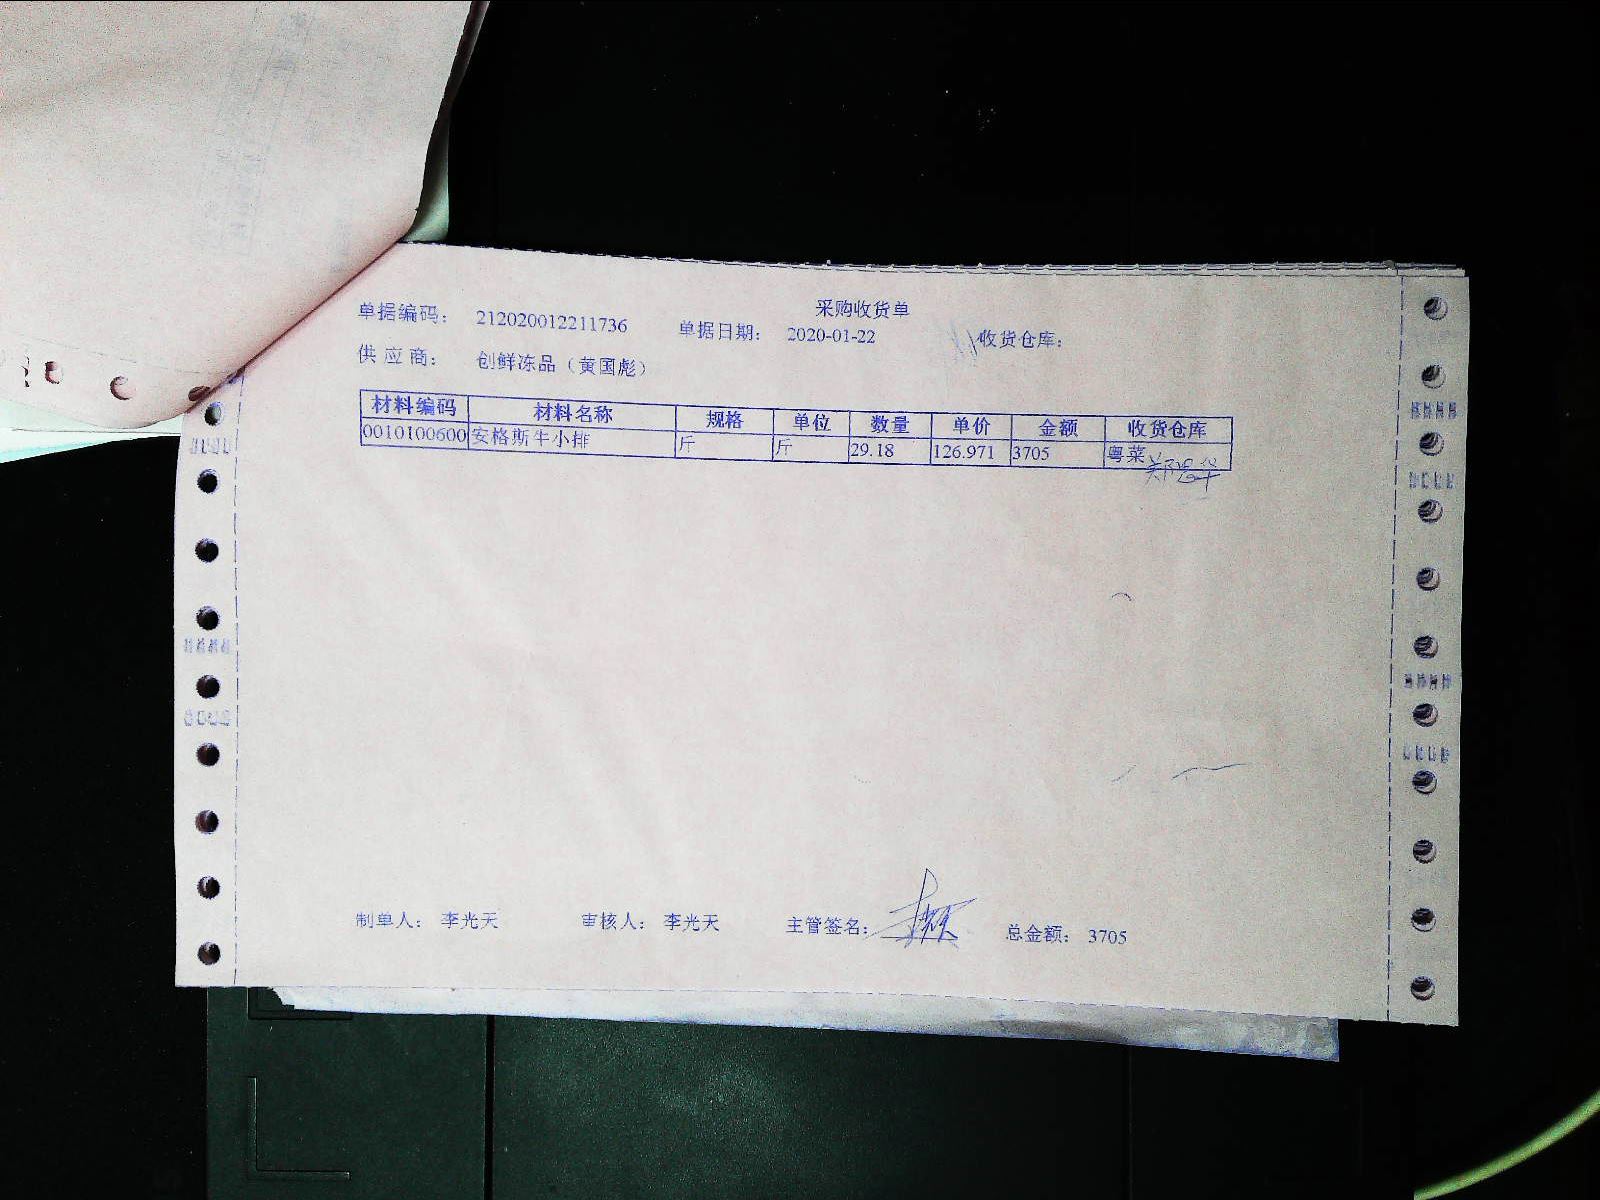 采购收货单
单据编码： 212020012211736 单据日期： 2020-01-22 收货仓库：
供 应 商： 创鲜冻品（黄国彪）
材料编码 材料名称 规格 单位 数量 单价 金额 收货仓库
0010100600 安格斯牛小排 斤 斤 29.18 126.971 3705 粤菜
制单人： 李光天 审核人： 李光天 主管签名： 总金额： 3705